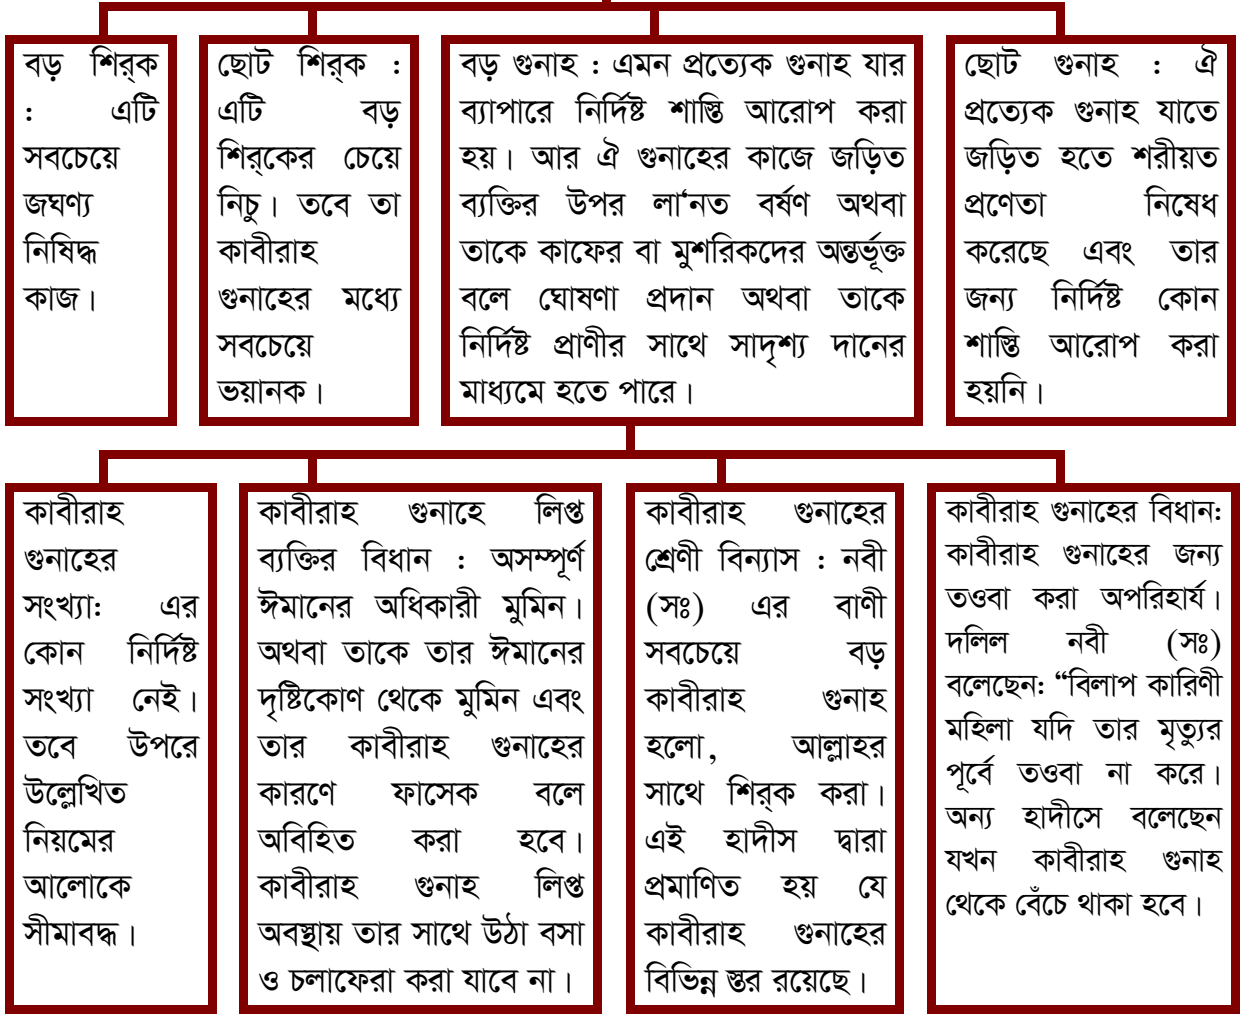 বড় শির্ক
: এটি
সবচেয়ে
জঘণ্য
নিষিদ্ধ
কাজ।
ছোট শির্ক :
এটি বড়
শির্কের চেয়ে
নিচু। তবে তা
কাবীরাহ
গুনাহের মধ্যে
সবচেয়ে
ভয়ানক।
বড় গুনাহ : এমন প্রত্যেক গুনাহ যার
ব্যাপারে নির্দিষ্ট শাস্তি আরোপ করা
হয়। আর ঐ গুনাহের কাজে জড়িত
ব্যক্তির উপর লা‘নত বর্ষণ অথবা
তাকে কাফের বা মুশরিকদের অন্তর্ভূক্ত
বলে ঘোষণা প্রদান অথবা তাকে
নির্দিষ্ট প্রাণীর সাথে সাদৃশ্য দানের
মাধ্যমে হতে পারে।
ছোট গুনাহ : ঐ
প্রত্যেক গুনাহ যাতে
জড়িত হতে শরীয়ত
প্রণেতা নিষেধ
করেছে এবং তার
জন্য নির্দিষ্ট কোন
শাস্তি আরোপ করা
হয়নি।
কাবীরাহ
গুনাহের
সংখ্যা: এর
কোন নির্দিষ্ট
সংখ্যা নেই।
তবে উপরে
উল্লেখিত
নিয়মের
আলোকে
সীমাবদ্ধ।
কাবীরাহ গুনাহে লিপ্ত
ব্যক্তির বিধান : অসম্পূর্ণ
ঈমানের অধিকারী মুমিন।
অথবা তাকে তার ঈমানের
দৃষ্টিকোণ থেকে মুমিন এবং
তার কাবীরাহ গুনাহের
কারণে ফাসেক বলে
অবিহিত করা হবে।
কাবীরাহ গুনাহ লিপ্ত
অবস্থায় তার সাথে উঠা বসা
ও চলাফেরা করা যাবে না।
কাবীরাহ গুনাহের
শ্রেণী বিন্যাস : নবী
(সঃ) এর বাণী
সবচেয়ে বড়
কাবীরাহ গুনাহ
হলো, আল্লাহর
সাথে শির্ক করা।
এই হাদীস দ্বারা
প্রমাণিত হয় যে
কাবীরাহ গুনাহের
বিভিন্ন স্তর রয়েছে।
কাবীরাহ গুনাহের বিধান:
কাবীরাহ গুনাহের জন্য
তওবা করা অপরিহার্য।
দলিল নবী (সঃ)
বলেছেন: “বিলাপ কারিণী
মহিলা যদি তার মৃত্যুর
পূর্বে তওবা না করে।
অন্য হাদীসে বলেছেন
যখন কাবীরাহ গুনাহ
থেকে বেঁচে থাকা হবে।